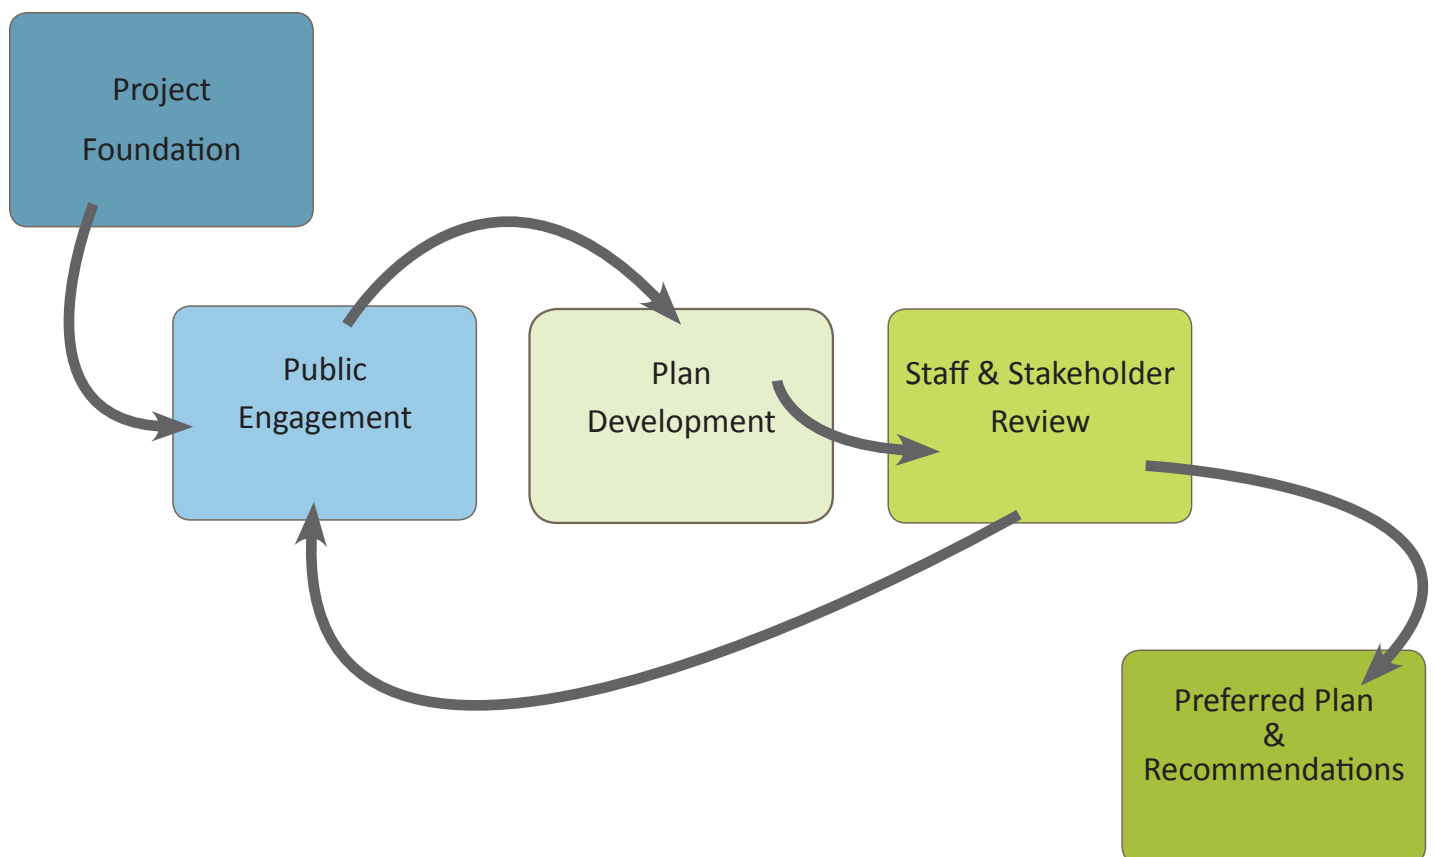 Project
Foundation
Public
Engagement
Plan
Development
Staff & Stakeholder
Review
Preferred Plan
&
Recommendations